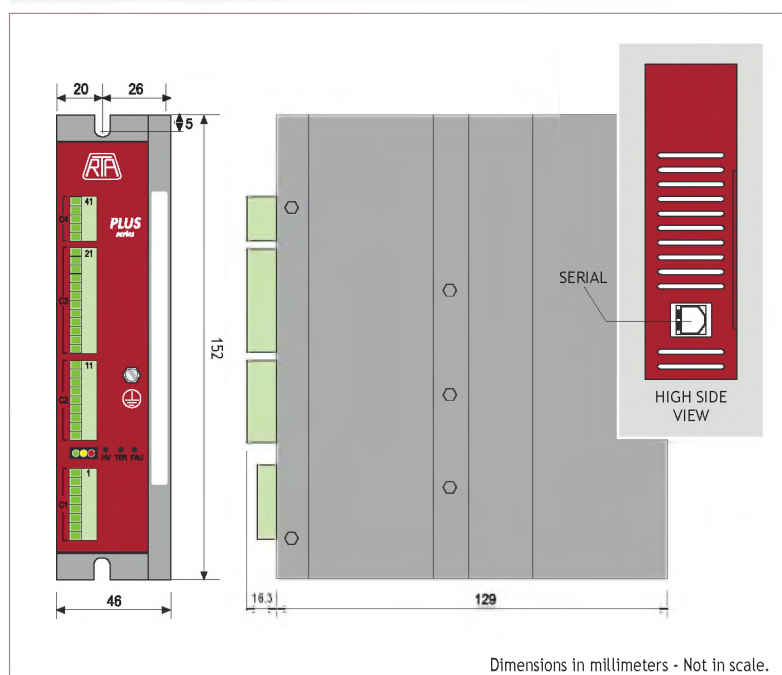 20
26
5
RTA
41
PLUS
series
C4
21
C3
152
11
C2
HV TER FAU
1
C1
46
16.3
129
SERIAL
HIGH SIDE
VIEW
Dimensions in millimeters - Not in scale.